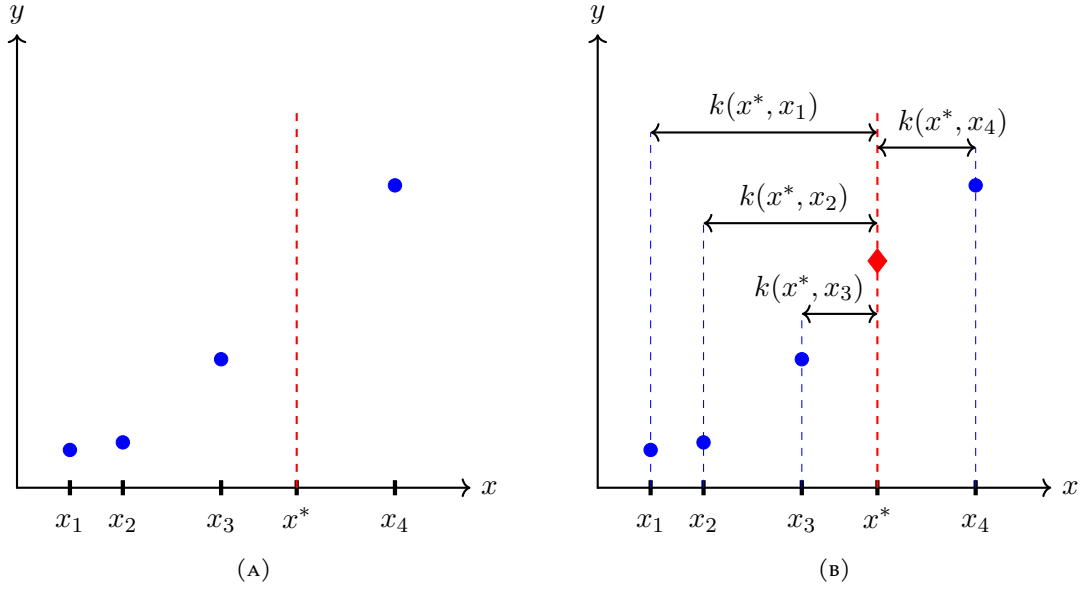 y
x
x₁ x₂ x₃ x* x₄
(A)
y
k(x*, x₁)
k(x*, x₄)
k(x*, x₂)
k(x*, x₃)
x
x₁ x₂ x₃ x* x₄
(B)